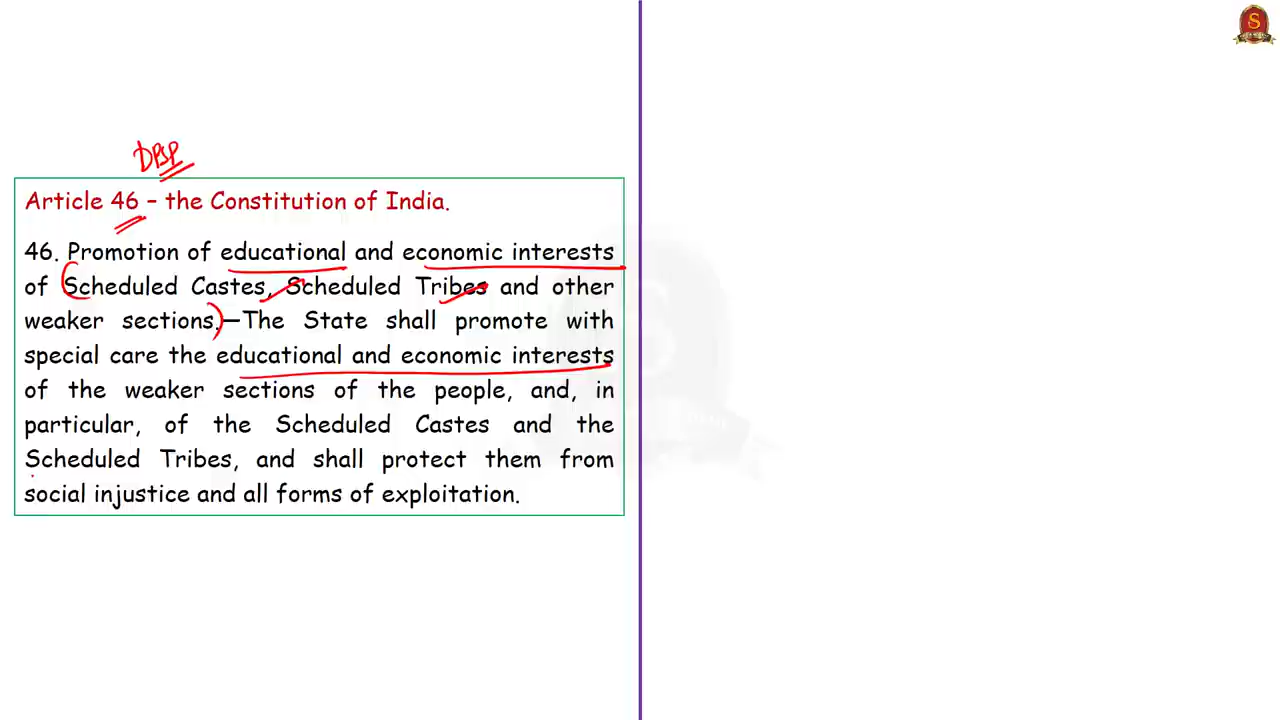 DPSP
Article 46 – the Constitution of India.
46. Promotion of educational and economic interests
of Scheduled Castes, Scheduled Tribes and other
weaker sections.—The State shall promote with
special care the educational and economic interests
of the weaker sections of the people, and, in
particular, of the Scheduled Castes and the
Scheduled Tribes, and shall protect them from
social injustice and all forms of exploitation.
S